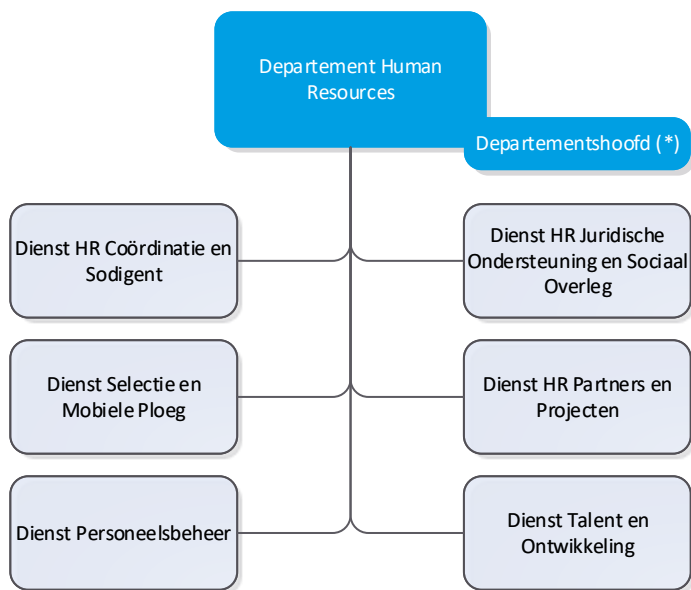 Departement Human
Resources
Departementshoofd (*)
Dienst HR Coördinatie en
Sodigent
Dienst HR Juridische
Ondersteuning en Sociaal
Overleg
Dienst Selectie en
Mobiele Ploeg
Dienst HR Partners en
Projecten
Dienst Personeelsbeheer
Dienst Talent en
Ontwikkeling